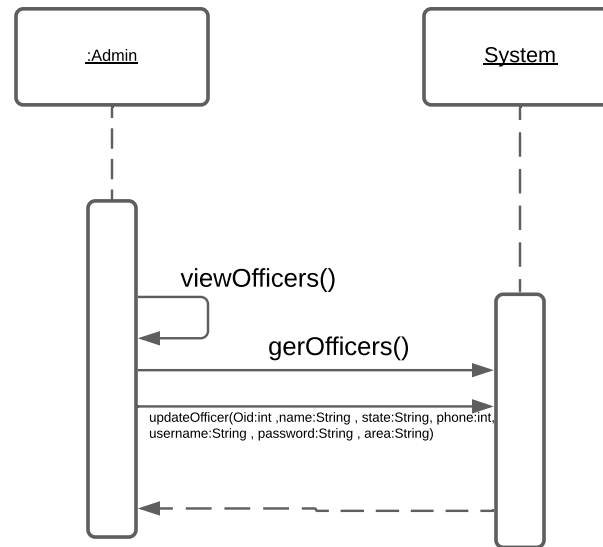 :Admin
System
viewOfficers()
gerOfficers()
updateOfficer(Oid:int ,name:String , state:String, phone:int,
username:String , password:String , area:String)